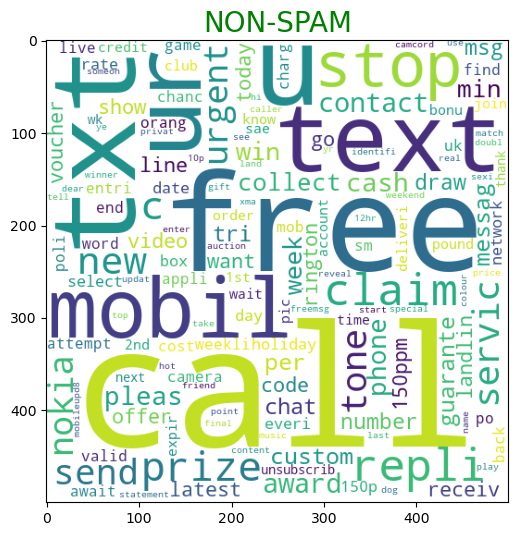 NON-SPAM
0
100
200
300
400
0
100
200
300
400
live
credit
game
u
stop
camcord
use
msg
someon
rate
club
today
charg
find
txt
ur
urgent
hi
contact
min
chanc
caller
bonu
join
voucher
show
know
text
wk
orang
sae
go
uk
match
ye
privat
see
identifi
real
doubl
line
10p
win
yr
t
winner
land
collect
cash
draw
sexi
thank
dear
entri
date
gift
weekend
tell
end
c
free
xma
12hr
messag
network
order
account
deliveri
word
video
tri
mob
sm
pound
poli
enter
rington
new
box
want
week
auction
select
updat
appli
1st
reveal
price
colour
mobil
wait
pic
freemsg
claim
servic
top
take
day
start
special
attempt
2nd
cost
weekli
holiday
time
tone
phone
150ppm
guarante
landlin
nokia
call
hot
per
next
camera
friend
code
mobileupd8
pleas
offer
point
chat
number
po
name
back
final
everi
last
expir
music
valid
content
custom
send
prize
unsubscrib
repli
play
await
statement
latest
award
150p
dog
receiv